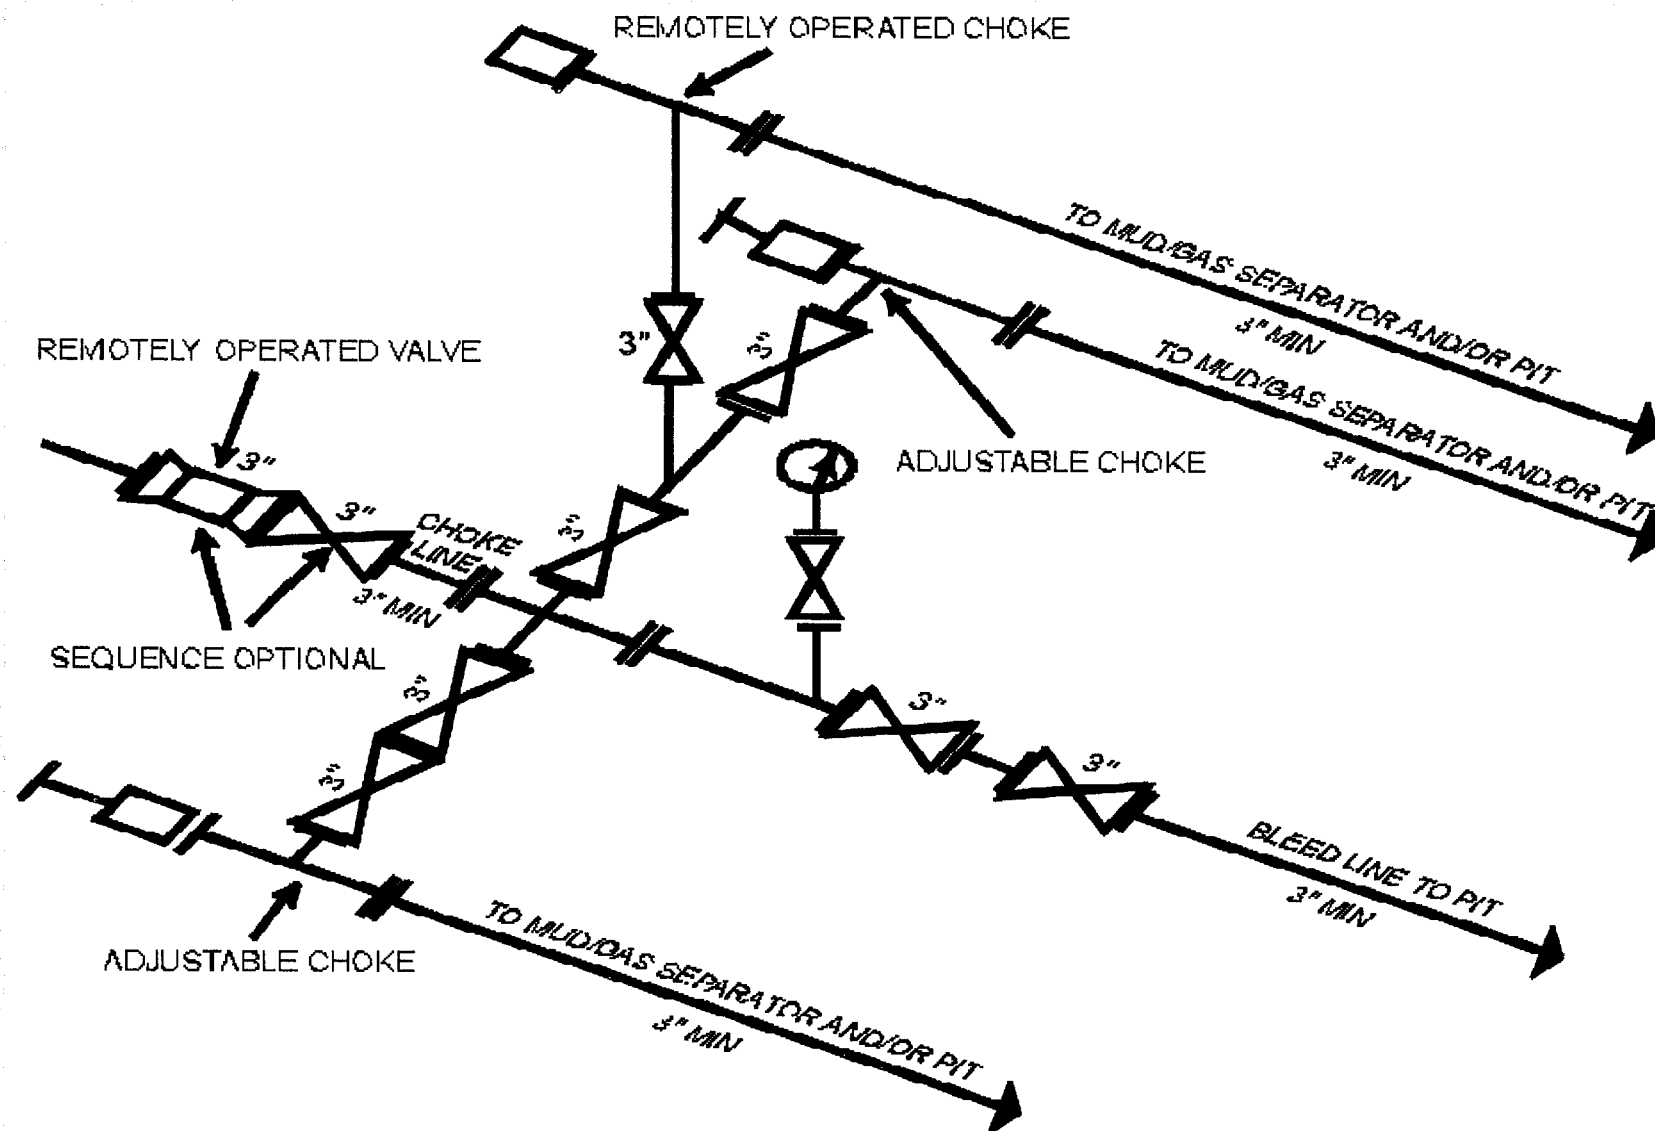 REMOTELY OPERATED CHOKE
TO MUD/GAS SEPARATOR AND/OR PIT
3" MIN
3"
3"
TO MUD/GAS SEPARATOR AND/OR PIT
3" MIN
REMOTELY OPERATED VALVE
ADJUSTABLE CHOKE
3"
3"
CHOKE
LINE
3" MIN
3"
SEQUENCE OPTIONAL
3"
3"
3"
3"
BLEED LINE TO PIT
3" MIN
ADJUSTABLE CHOKE
TO MUD/GAS SEPARATOR AND/OR PIT
3" MIN